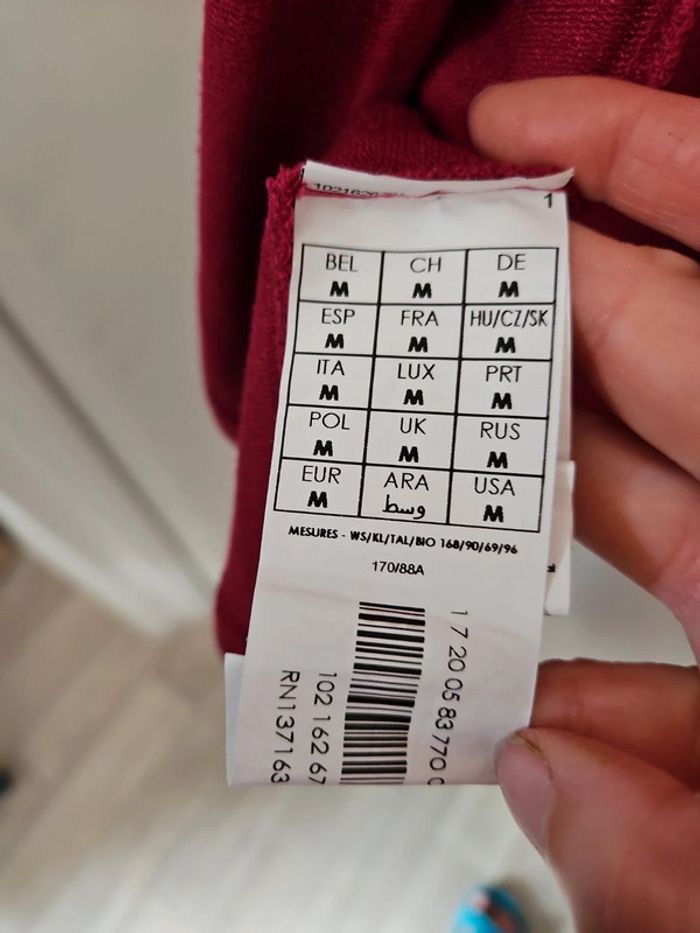 1
BEL CH DE
M M M
ESP FRA HU/CZ/SK
M M M
ITA LUX PRT
M M M
POL UK RUS
M M M
EUR ARA USA
M وسط M
MESURES - WS/KL/TAL/BIO 168/90/69/96
170/88A
1 7 20 05 83 770
102 162 67
RN137163